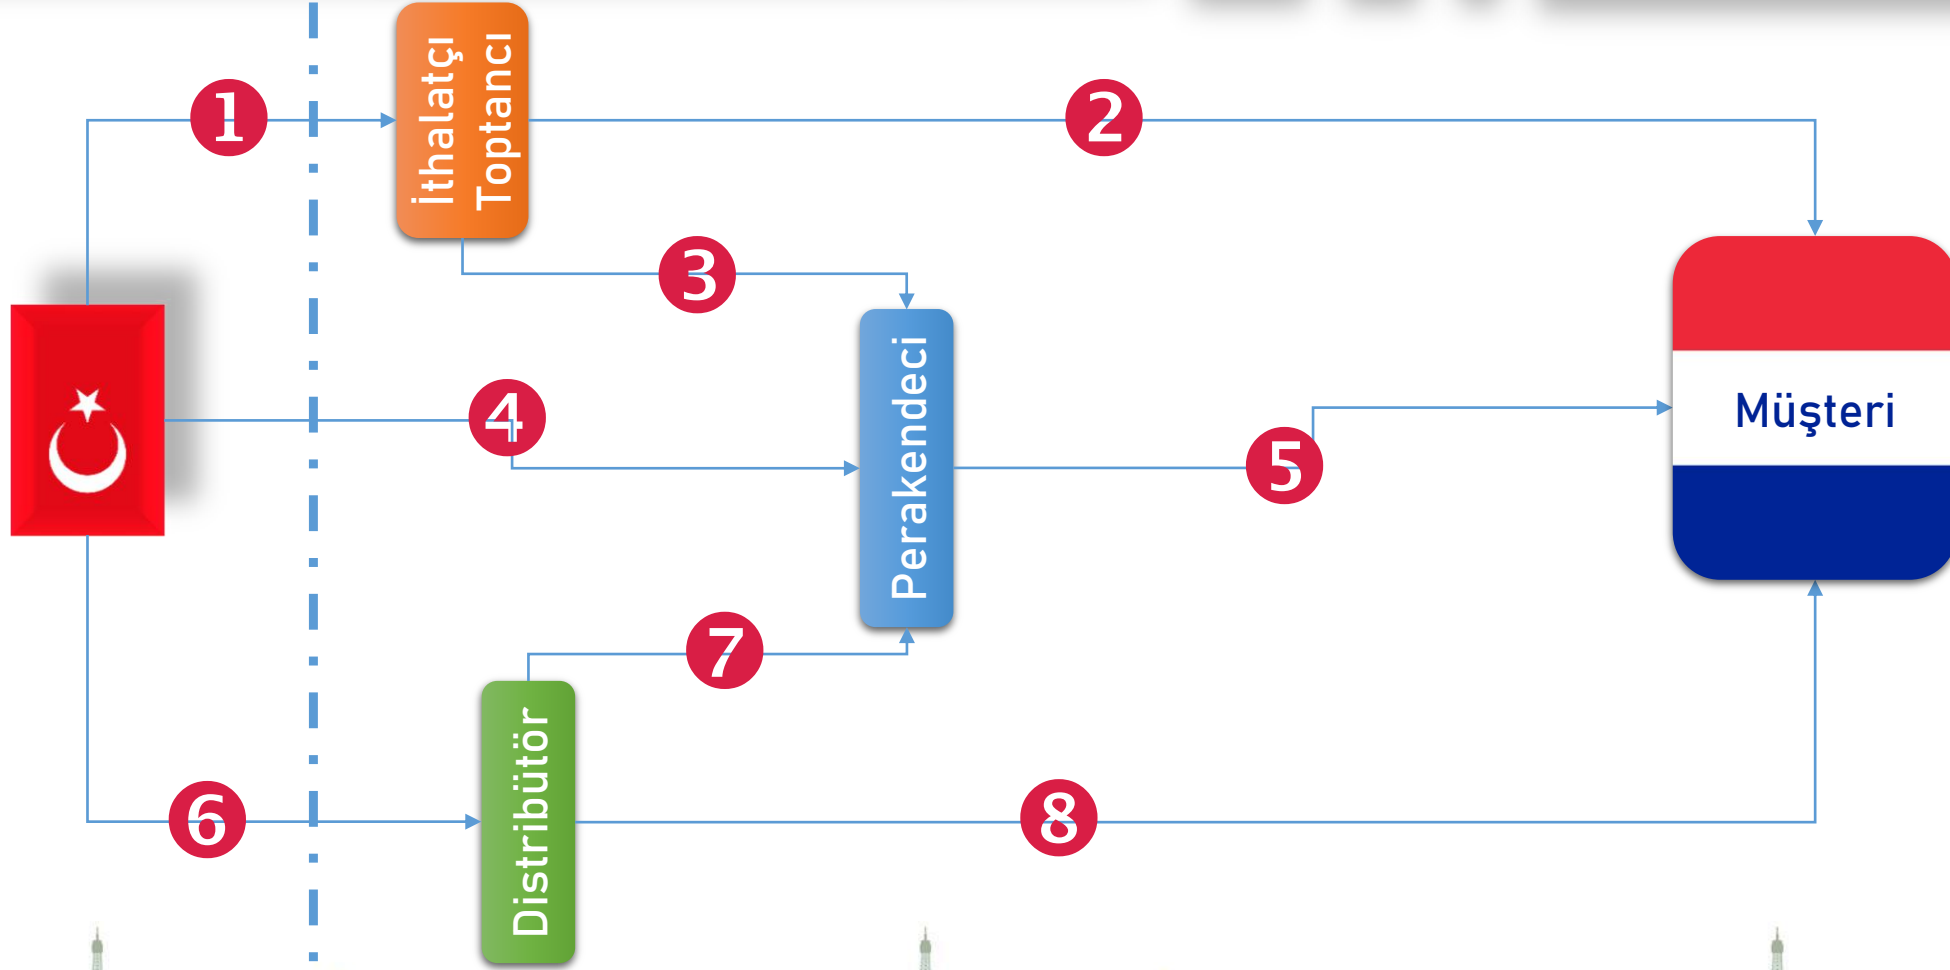 1
İthalatçı
Toptancı
2
3
4
Perakendeci
Müşteri
5
7
6
Distribütör
8